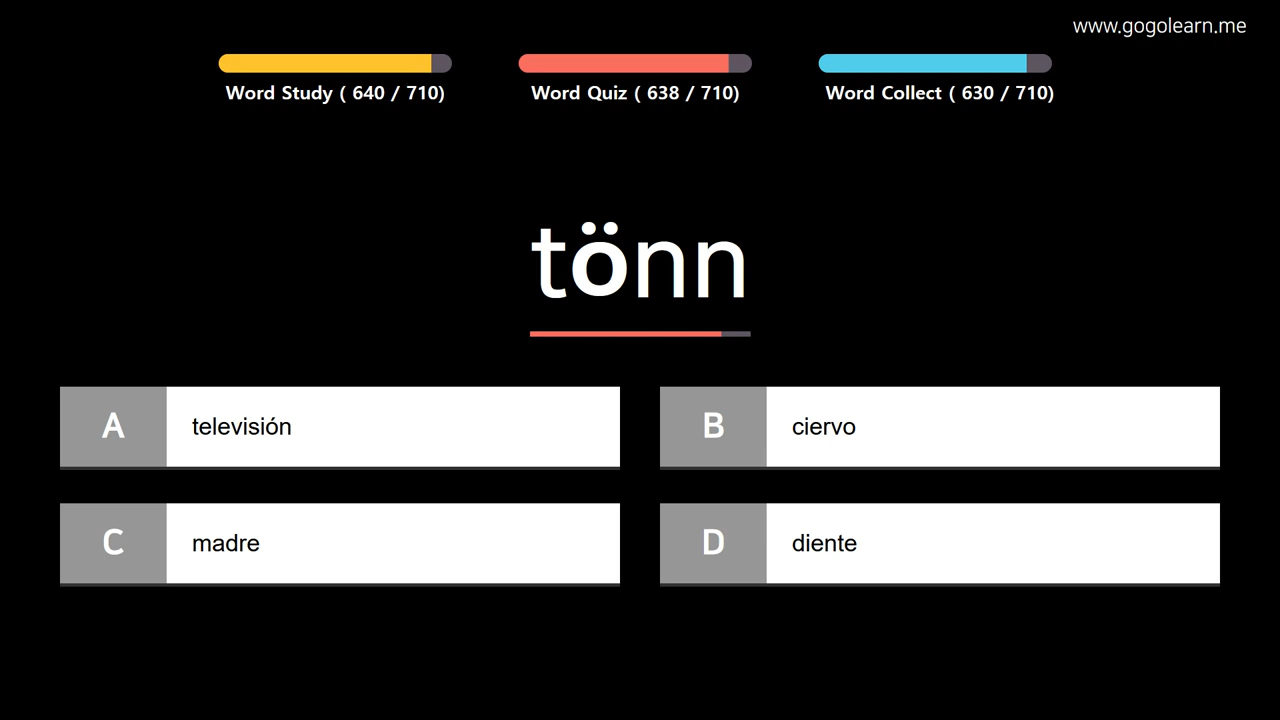 www.gogolearn.me
Word Study ( 640 / 710)
Word Quiz ( 638 / 710)
Word Collect ( 630 / 710)
tönn
A televisión
B ciervo
C madre
D diente